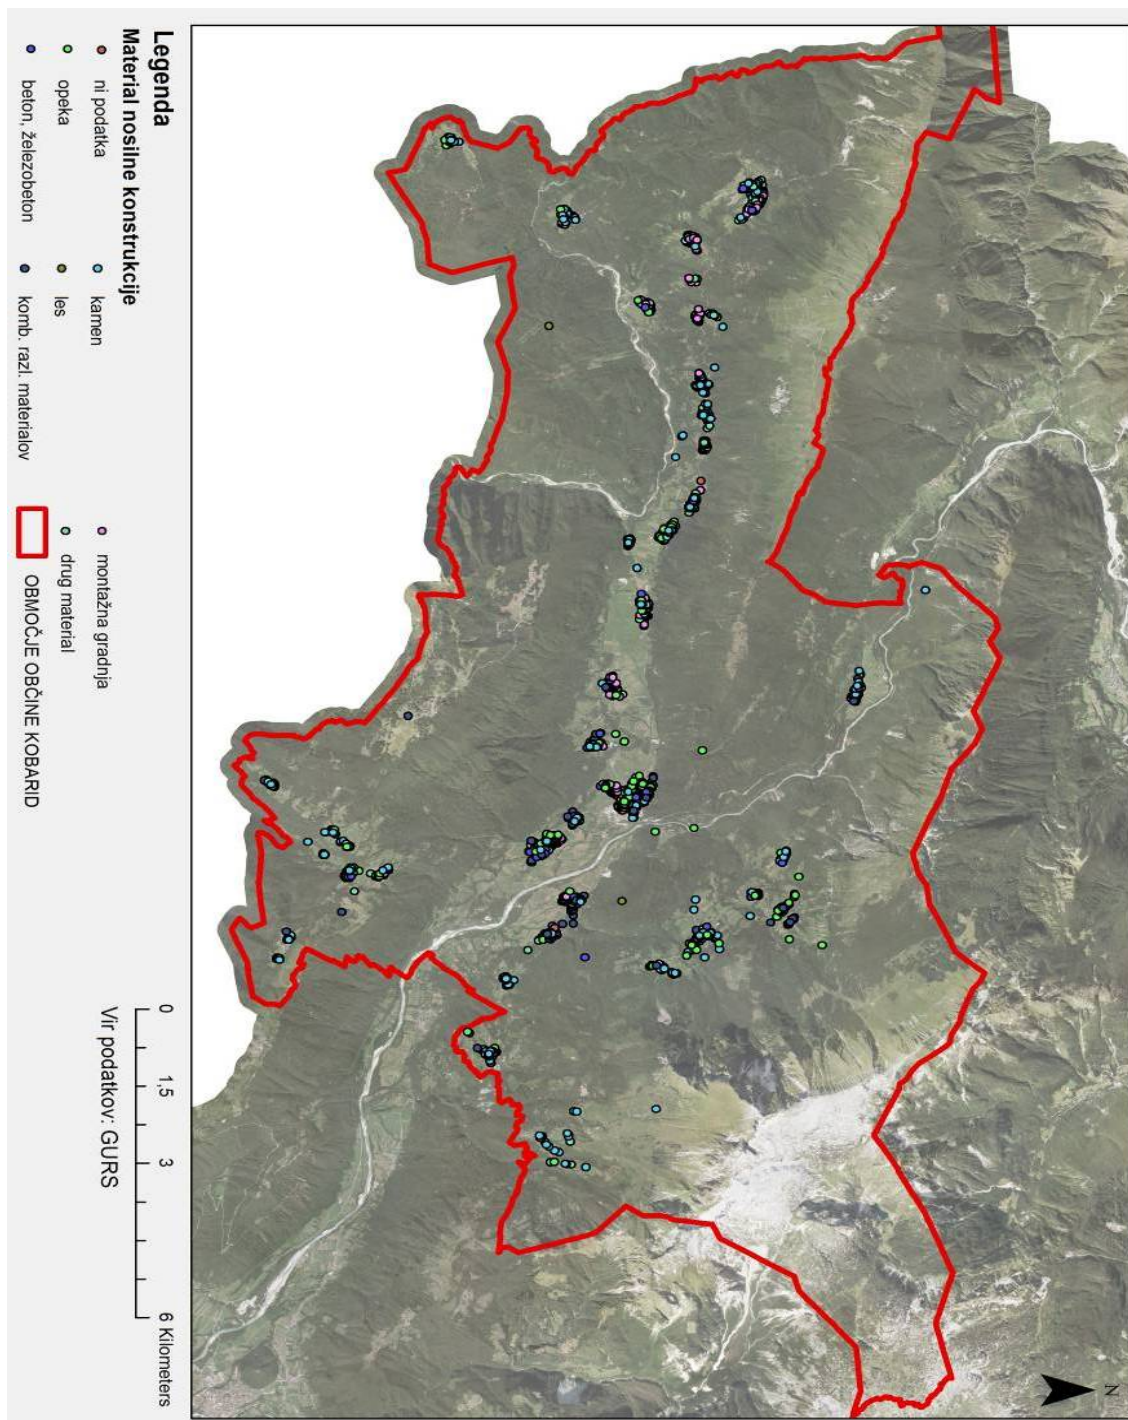 Legenda
Material nosilne konstrukcije
ni podatka
kamen
montažna gradnja
opeka
les
drug material
beton, železobeton
komb. razl. materialov
OBMOČJE OBČINE KOBARID
0 1,5 3 6 Kilometers
Vir podatkov: GURS
N